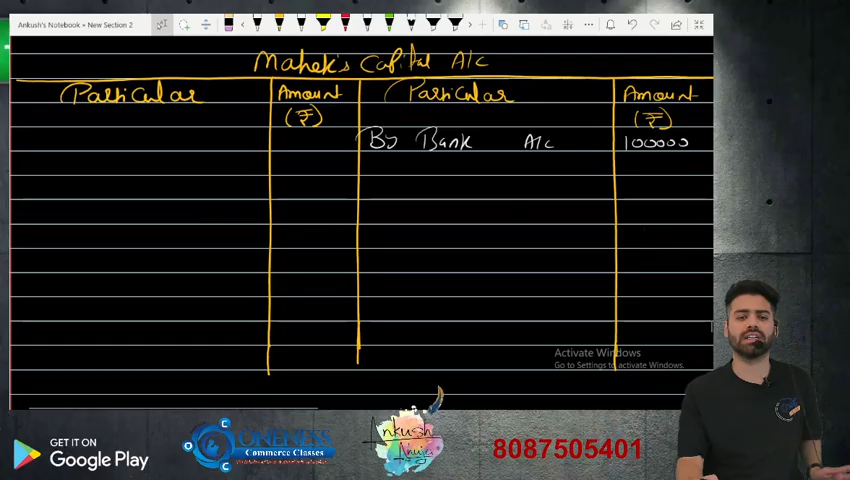 Ankush's Notebook » New Section 2
Mahek's Capital A/c
Particular Amount (₹) Particular Amount (₹)
By Bank A/c 100000
Activate Windows
Go to Settings to activate Windows.
GET IT ON
Google Play
ONENESS
Commerce Classes
Ankush
8087505401